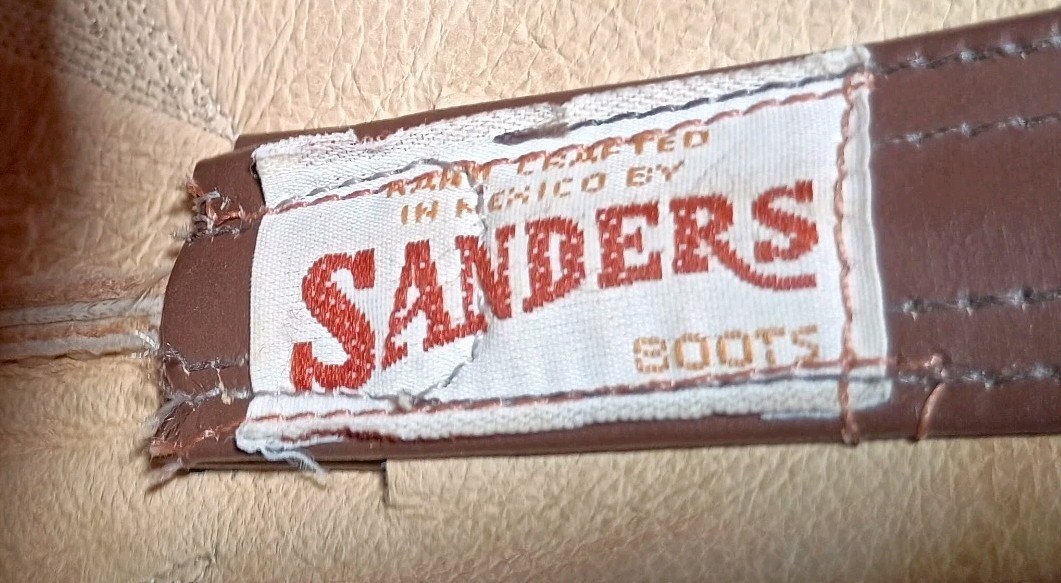 HAND CRAFTED
IN MEXICO BY
SANDERS
BOOTS